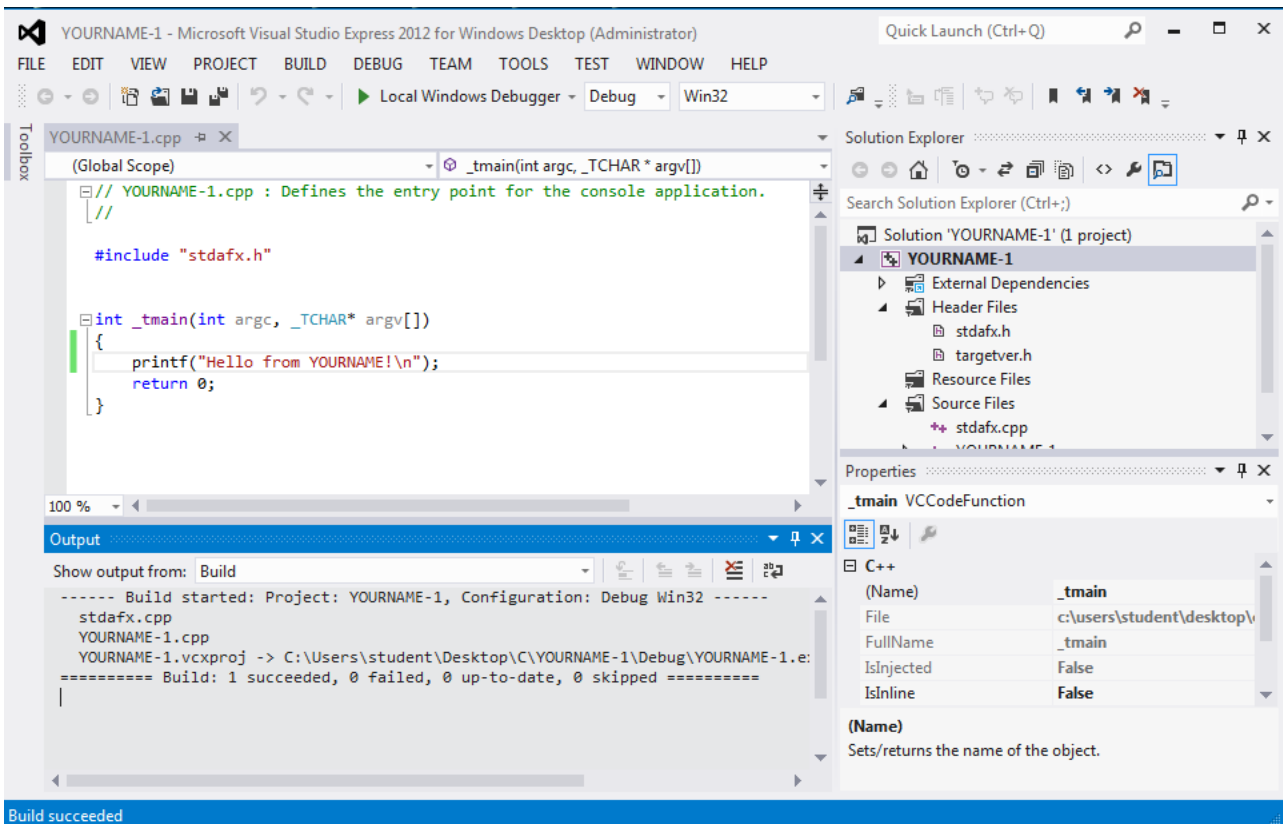 YOURNAME-1 - Microsoft Visual Studio Express 2012 for Windows Desktop (Administrator)
Quick Launch (Ctrl+Q)
FILE EDIT VIEW PROJECT BUILD DEBUG TEAM TOOLS TEST WINDOW HELP
Local Windows Debugger Debug Win32
Toolbox
YOURNAME-1.cpp
(Global Scope) _tmain(int argc, _TCHAR * argv[])
// YOURNAME-1.cpp : Defines the entry point for the console application.
//
#include "stdafx.h"
int _tmain(int argc, _TCHAR* argv[])
{
printf("Hello from YOURNAME!\n");
return 0;
}
100 %
Output
Show output from: Build
------ Build started: Project: YOURNAME-1, Configuration: Debug Win32 ------
stdafx.cpp
YOURNAME-1.cpp
YOURNAME-1.vcxproj -> C:\Users\student\Desktop\C\YOURNAME-1\Debug\YOURNAME-1.ex
========== Build: 1 succeeded, 0 failed, 0 up-to-date, 0 skipped ==========
Solution Explorer
Search Solution Explorer (Ctrl+;)
Solution 'YOURNAME-1' (1 project)
YOURNAME-1
External Dependencies
Header Files
stdafx.h
targetver.h
Resource Files
Source Files
stdafx.cpp
Properties
_tmain VCCodeFunction
C++
(Name) _tmain
File c:\users\student\desktop\
FullName _tmain
IsInjected False
IsInline False
(Name)
Sets/returns the name of the object.
Build succeeded